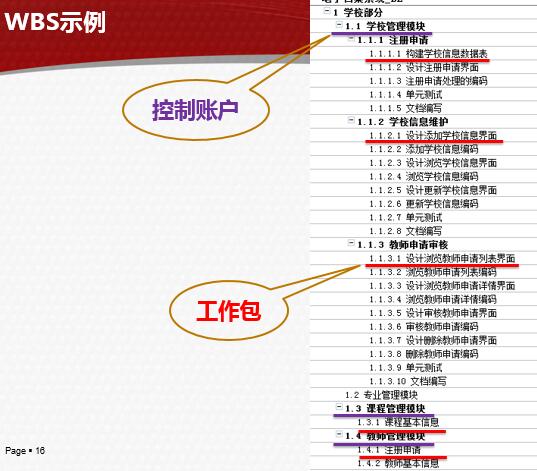 WBS示例
1 学校部分
1.1 学校管理模块
1.1.1 注册申请
1.1.1.1 构建学校信息数据表
1.1.1.2 设计注册申请界面
1.1.1.3 注册申请处理的编码
1.1.1.4 单元测试
1.1.1.5 文档编写
1.1.2 学校信息维护
1.1.2.1 设计添加学校信息界面
1.1.2.2 添加学校信息编码
1.1.2.3 设计浏览学校信息界面
1.1.2.4 浏览学校信息编码
1.1.2.5 设计更新学校信息界面
1.1.2.6 更新学校信息编码
1.1.2.7 单元测试
1.1.2.8 文档编写
1.1.3 教师申请审核
1.1.3.1 设计浏览教师申请列表界面
1.1.3.2 浏览教师申请列表编码
1.1.3.3 设计浏览教师申请详情界面
1.1.3.4 浏览教师申请详情编码
1.1.3.5 设计审核教师申请界面
1.1.3.6 审核教师申请编码
1.1.3.7 设计删除教师申请界面
1.1.3.8 删除教师申请编码
1.1.3.9 单元测试
1.1.3.10 文档编写
1.2 专业管理模块
1.3 课程管理模块
1.3.1 课程基本信息
1.4 教师管理模块
1.4.1 注册申请
1.4.2 教师基本信息
控制账户
工作包
Page ▪ 16